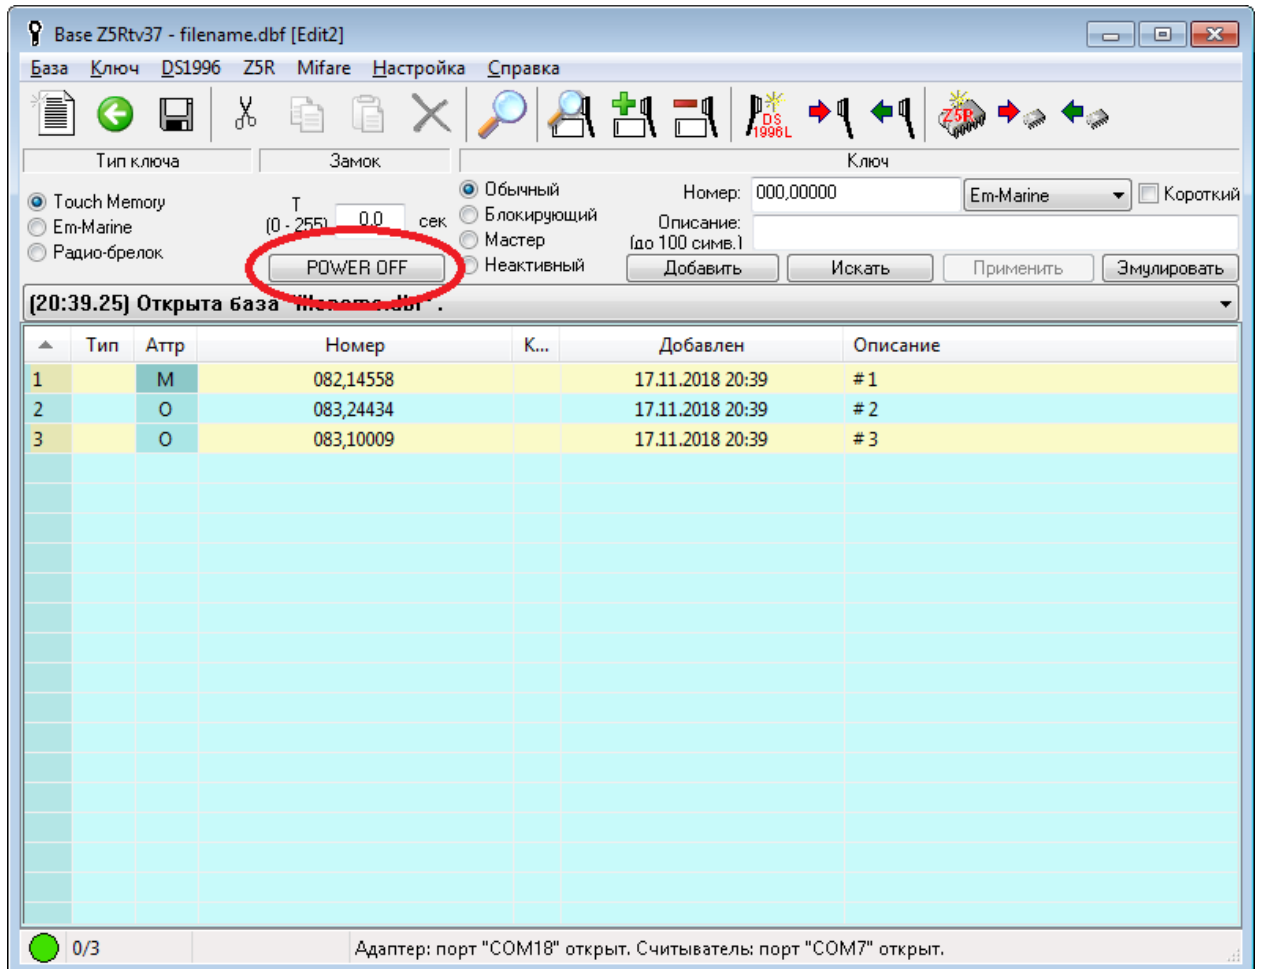 Base Z5Rtv37 - filename.dbf [Edit2]
База Ключ DS1996 Z5R Mifare Настройка Справка
DS 1996L Z5R
Тип ключа Замок Ключ
Touch Memory
Em-Marine
Радио-брелок
T
(0 - 255) 0,0 сек
POWER OFF
Обычный
Блокирующий
Мастер
Неактивный
Номер: 000,00000 Em-Marine Короткий
Описание:
(до 100 симв.)
Добавить Искать Применить Эмулировать
(20:39.25) Открыта база "filename.dbf".
Тип Аттр Номер К... Добавлен Описание
1 М 082,14558 17.11.2018 20:39 # 1
2 О 083,24434 17.11.2018 20:39 # 2
3 О 083,10009 17.11.2018 20:39 # 3
0/3 Адаптер: порт "COM18" открыт. Считыватель: порт "COM7" открыт.